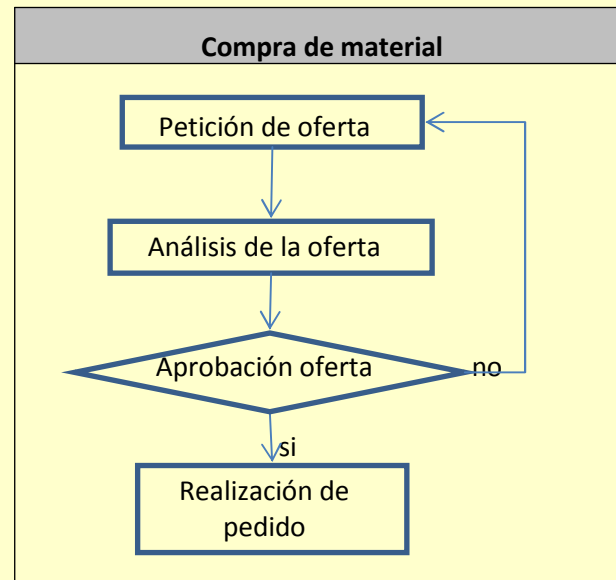 Compra de material
Petición de oferta
Análisis de la oferta
Aprobación oferta
no
si
Realización de
pedido